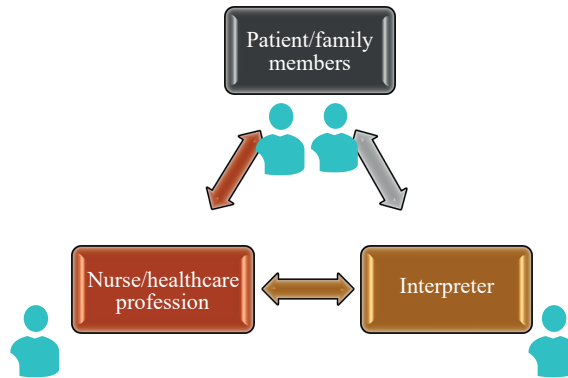 Patient/family
members
Nurse/healthcare
profession
Interpreter